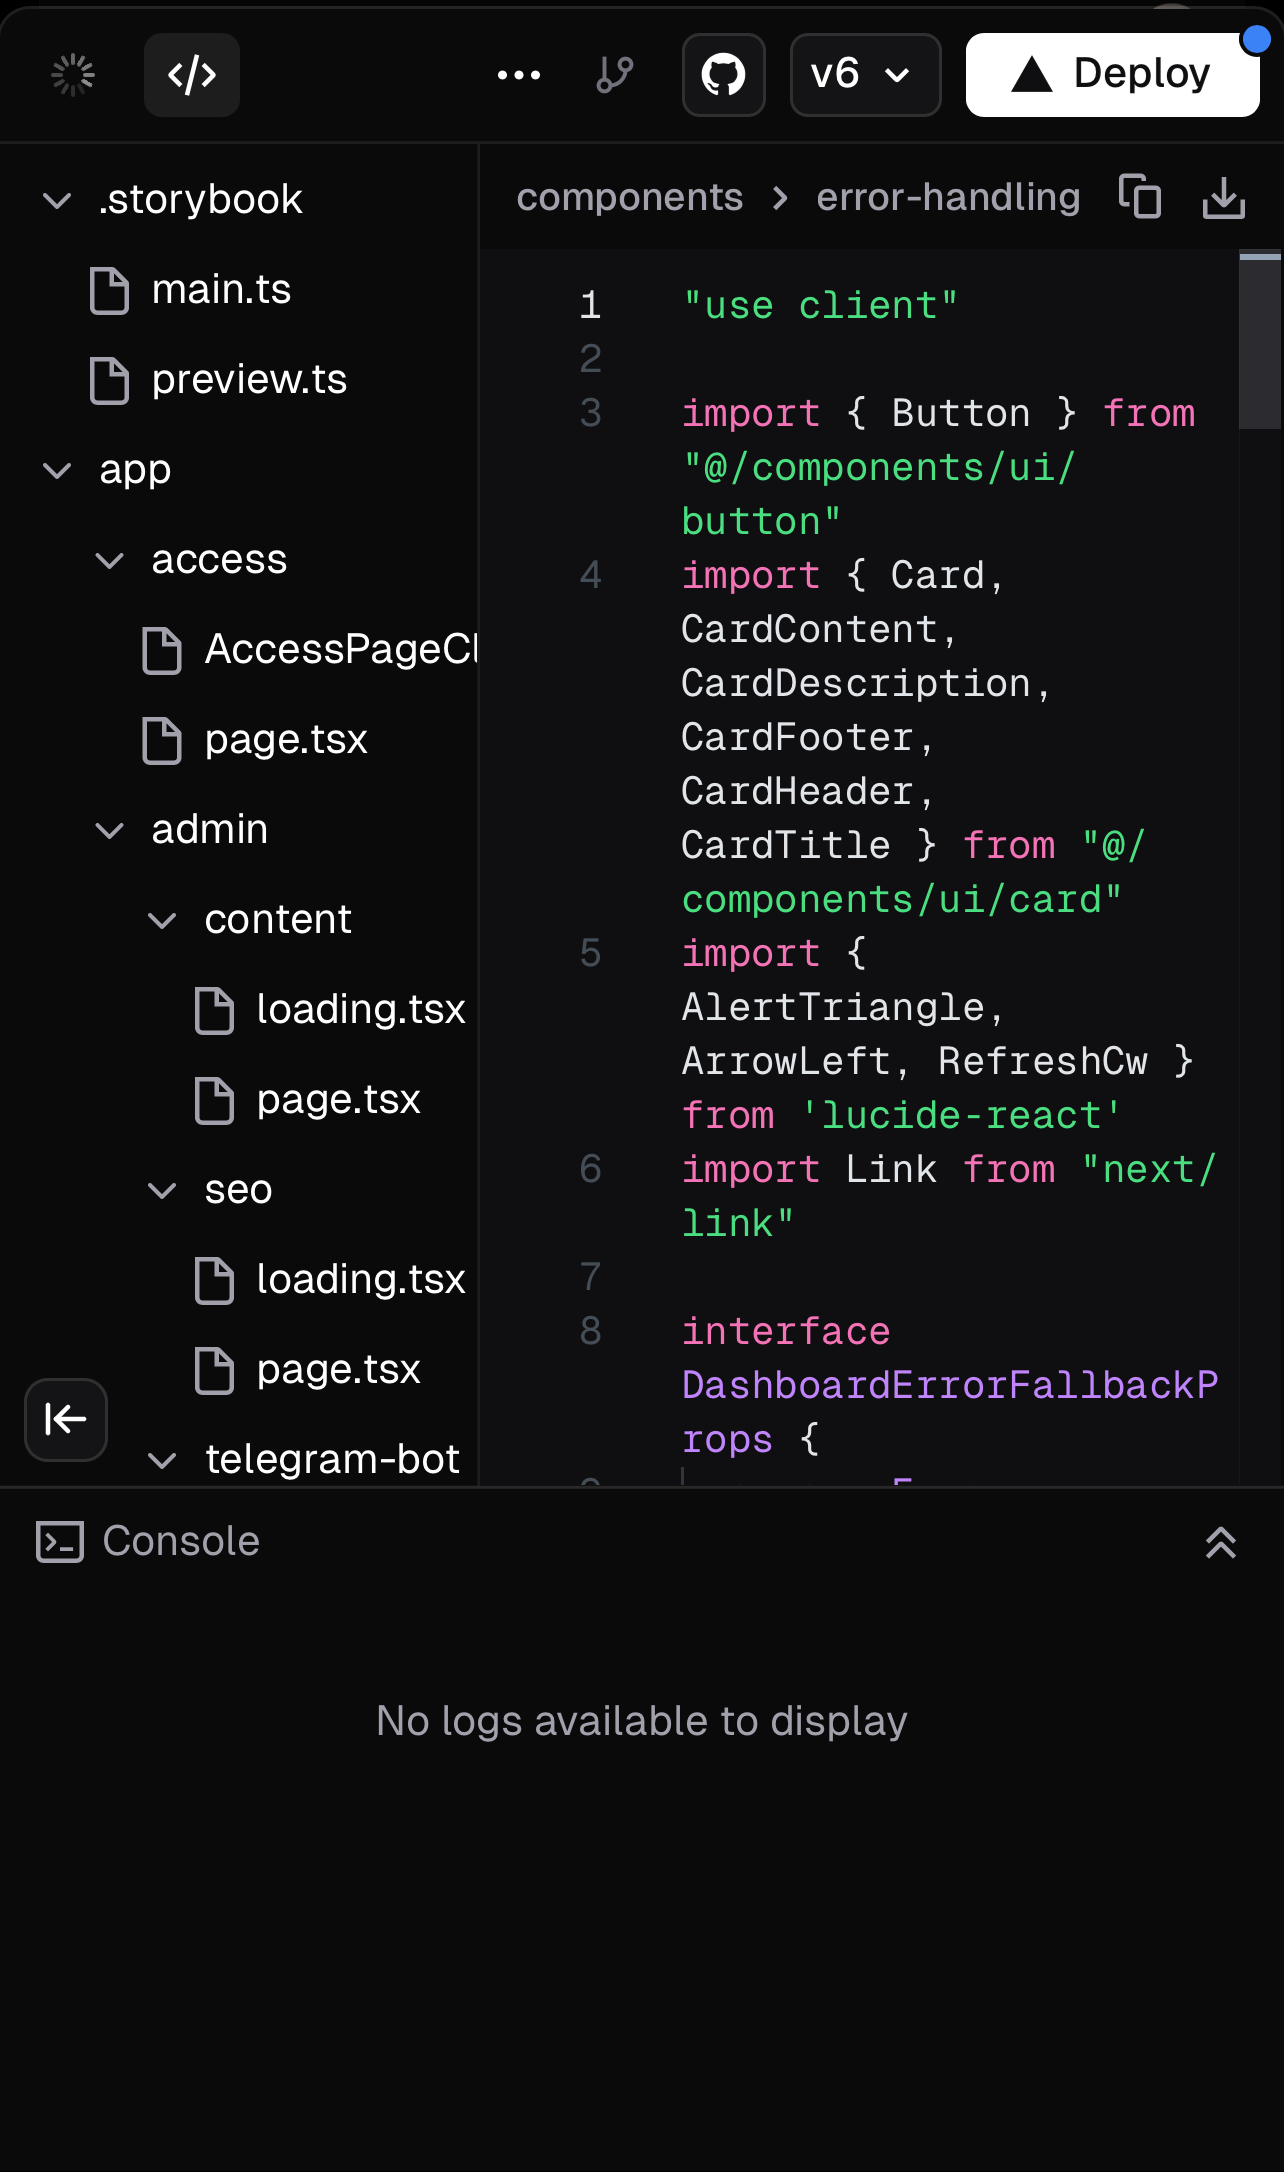 v6
Deploy
.storybook
main.ts
preview.ts
app
access
AccessPageCl
page.tsx
admin
content
loading.tsx
page.tsx
seo
loading.tsx
page.tsx
telegram-bot
components > error-handling
1 "use client"
2
3 import { Button } from
"@/components/ui/
button"
4 import { Card,
CardContent,
CardDescription,
CardFooter,
CardHeader,
CardTitle } from "@/
components/ui/card"
5 import {
AlertTriangle,
ArrowLeft, RefreshCw }
from 'lucide-react'
6 import Link from "next/
link"
7
8 interface
DashboardErrorFallbackP
rops {
Console
No logs available to display